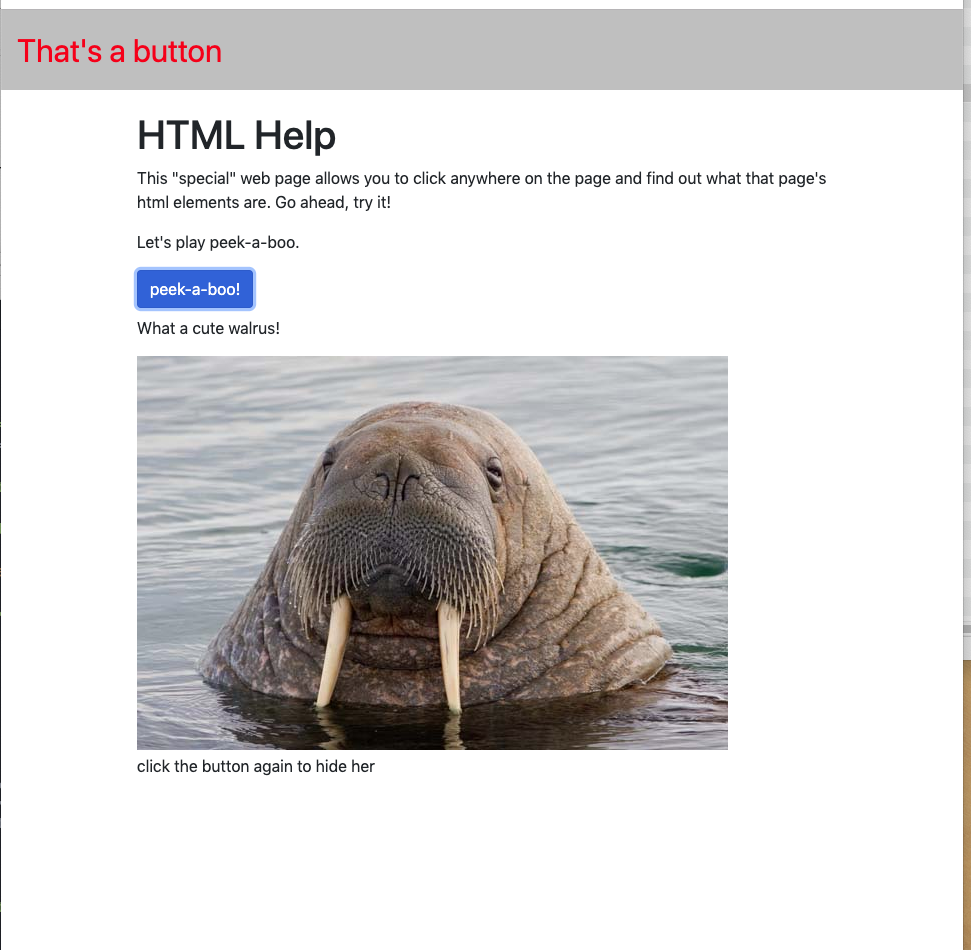 That's a button
HTML Help
This "special" web page allows you to click anywhere on the page and find out what that page's
html elements are. Go ahead, try it!
Let's play peek-a-boo.
peek-a-boo!
What a cute walrus!
click the button again to hide her